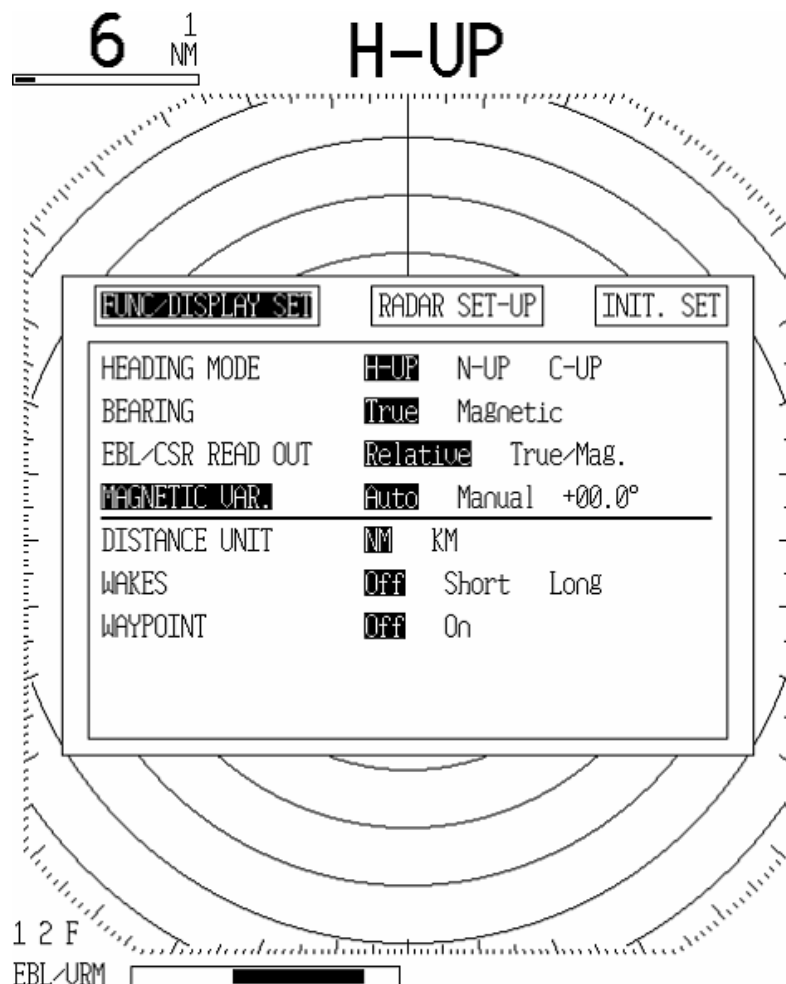 6 1 NM H-UP
FUNC/DISPLAY SET RADAR SET-UP INIT. SET
HEADING MODE H-UP N-UP C-UP
BEARING True Magnetic
EBL/CSR READ OUT Relative True/Mag.
MAGNETIC VAR. Auto Manual +00.0°
DISTANCE UNIT NM KM
WAKES Off Short Long
WAYPOINT Off On
1 2 F
EBL/VRM